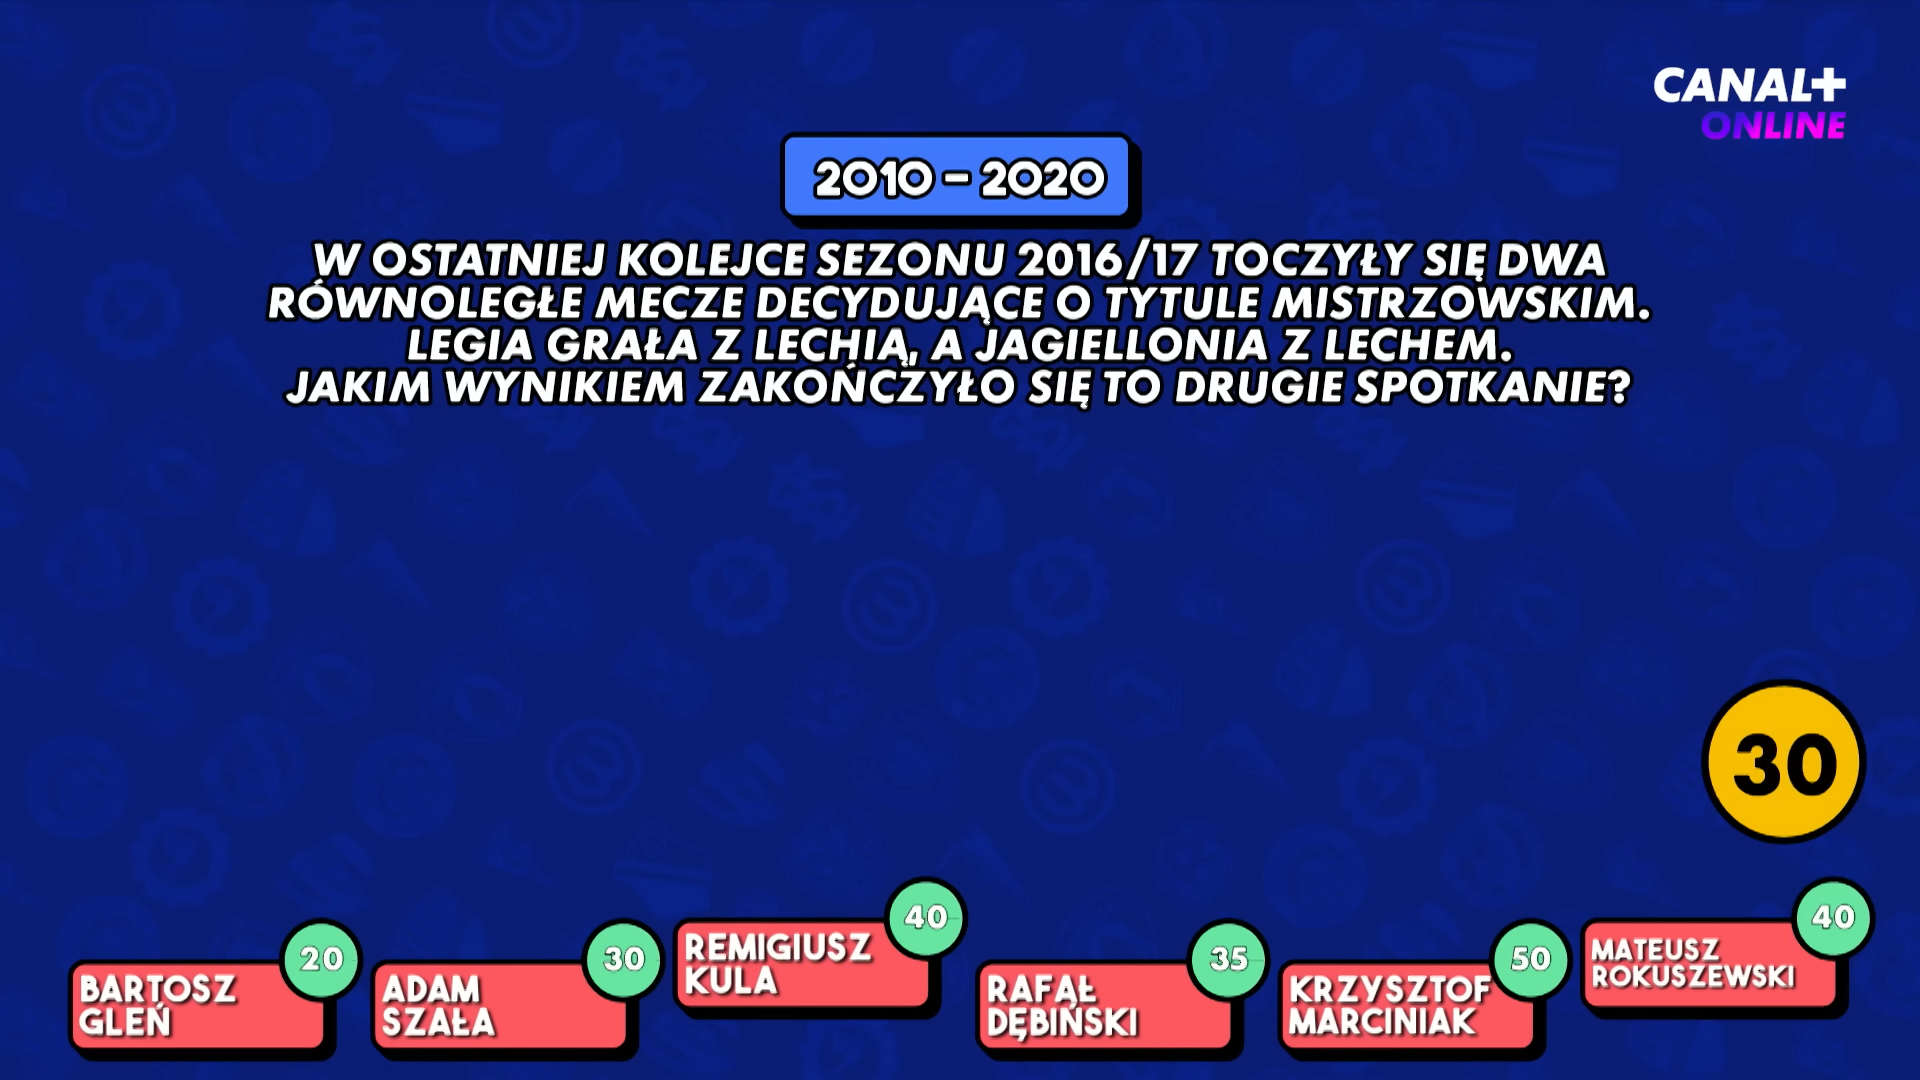 CANAL+
ONLINE
2010 – 2020
W OSTATNIEJ KOLEJCE SEZONU 2016/17 TOCZYŁY SIĘ DWA
RÓWNOLEGŁE MECZE DECYDUJĄCE O TYTULE MISTRZOWSKIM.
LEGIA GRAŁA Z LECHIĄ, A JAGIELLONIA Z LECHEM.
JAKIM WYNIKIEM ZAKOŃCZYŁO SIĘ TO DRUGIE SPOTKANIE?
30
BARTOSZ
GLEŃ
20
ADAM
SZAŁA
30
REMIGIUSZ
KULA
40
RAFAŁ
DĘBIŃSKI
35
KRZYSZTOF
MARCINIAK
50
MATEUSZ
ROKUSZEWSKI
40